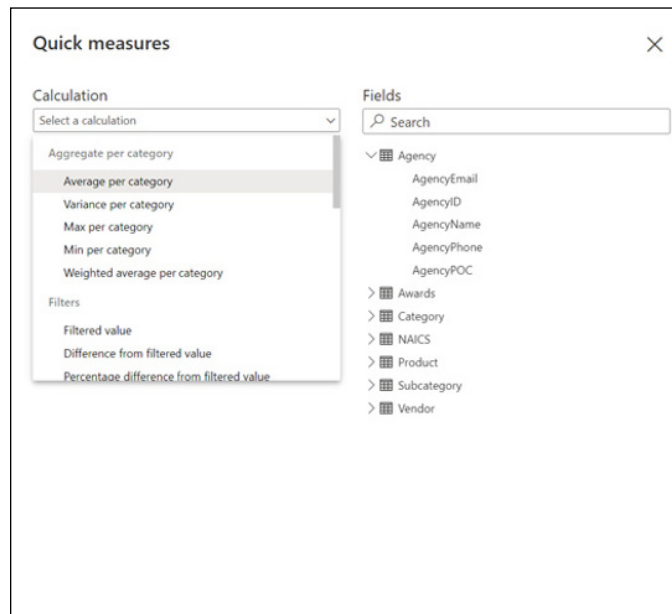 Quick measures
Calculation
Select a calculation
Aggregate per category
Average per category
Variance per category
Max per category
Min per category
Weighted average per category
Filters
Filtered value
Difference from filtered value
Percentage difference from filtered value
Fields
Search
Agency
AgencyEmail
AgencyID
AgencyName
AgencyPhone
AgencyPOC
Awards
Category
NAICS
Product
Subcategory
Vendor